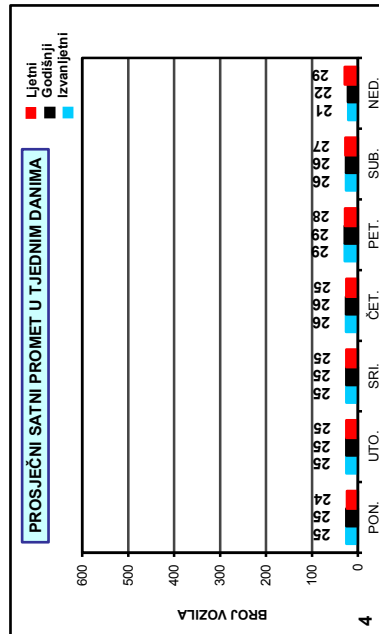 PROSJEČNI SATNI PROMET U TJEDNIM DANIMA
Ljetni
Godišnji
Izvanljetni
BROJ VOZILA
600
500
400
300
200
100
0
25 25 24 25 25 25 25 25 25 26 26 25 29 29 28 26 26 27 21 22 29
PON. UTO. SRI. ČET. PET. SUB. NED.
4